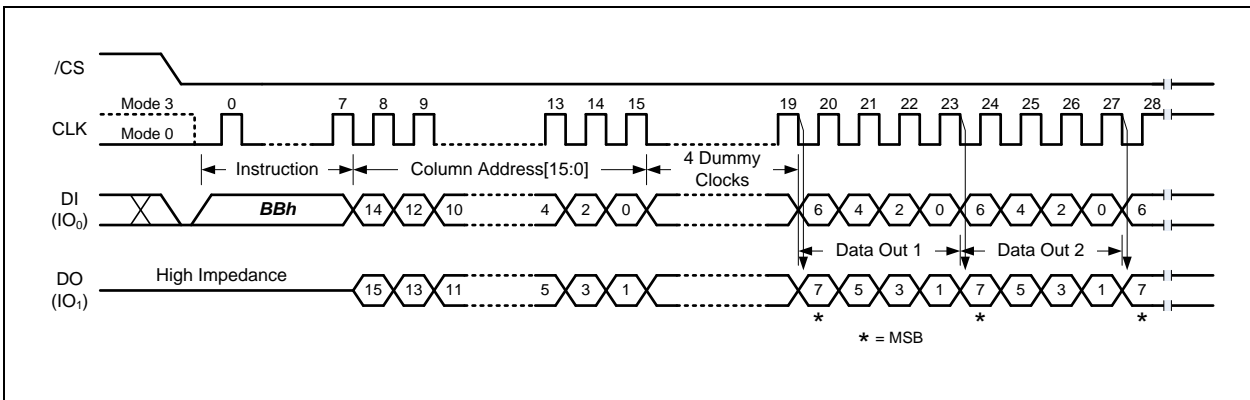 /CS
Mode 3 0 7 8 9 13 14 15 19 20 21 22 23 24 25 26 27 28
CLK
Mode 0
Instruction Column Address[15:0] 4 Dummy
Clocks
DI
(IO0) BBh 14 12 10 4 2 0 6 4 2 0 6 4 2 0 6
Data Out 1 Data Out 2
High Impedance
DO
(IO1) 15 13 11 5 3 1 7 5 3 1 7 5 3 1 7
* * *
* = MSB